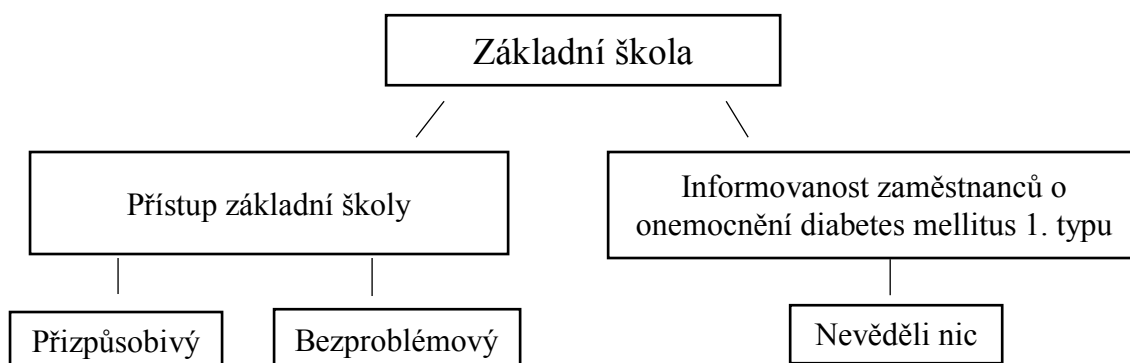 Základní škola
Přístup základní školy
Informovanost zaměstnanců o
onemocnění diabetes mellitus 1. typu
Přizpůsobivý
Bezproblémový
Nevěděli nic